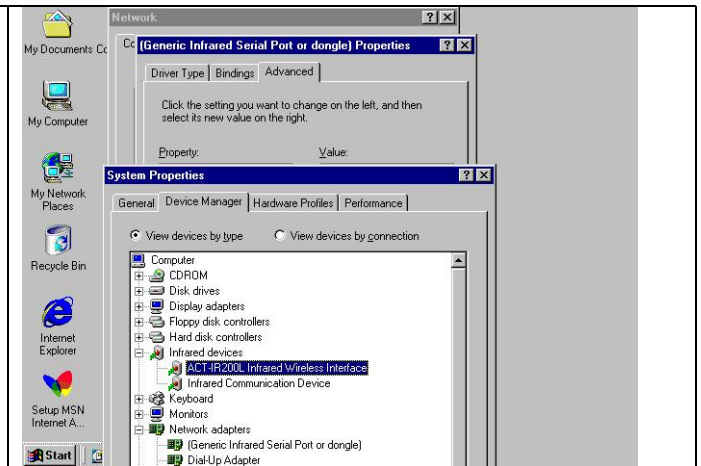 Network
My Documents Cc
(Generic Infrared Serial Port or dongle) Properties
Driver Type Bindings Advanced
Click the setting you want to change on the left, and then
select its new value on the right.
Property: Value:
My Computer
System Properties
General Device Manager Hardware Profiles Performance
My Network
Places
View devices by type View devices by connection
Recycle Bin
Computer
CDROM
Disk drives
Display adapters
Floppy disk controllers
Hard disk controllers
Internet
Explorer
Infrared devices
ACT-IR200L Infrared Wireless Interface
Infrared Communication Device
Keyboard
Monitors
Setup MSN
Internet A...
Network adapters
(Generic Infrared Serial Port or dongle)
Dial-Up Adapter
Start